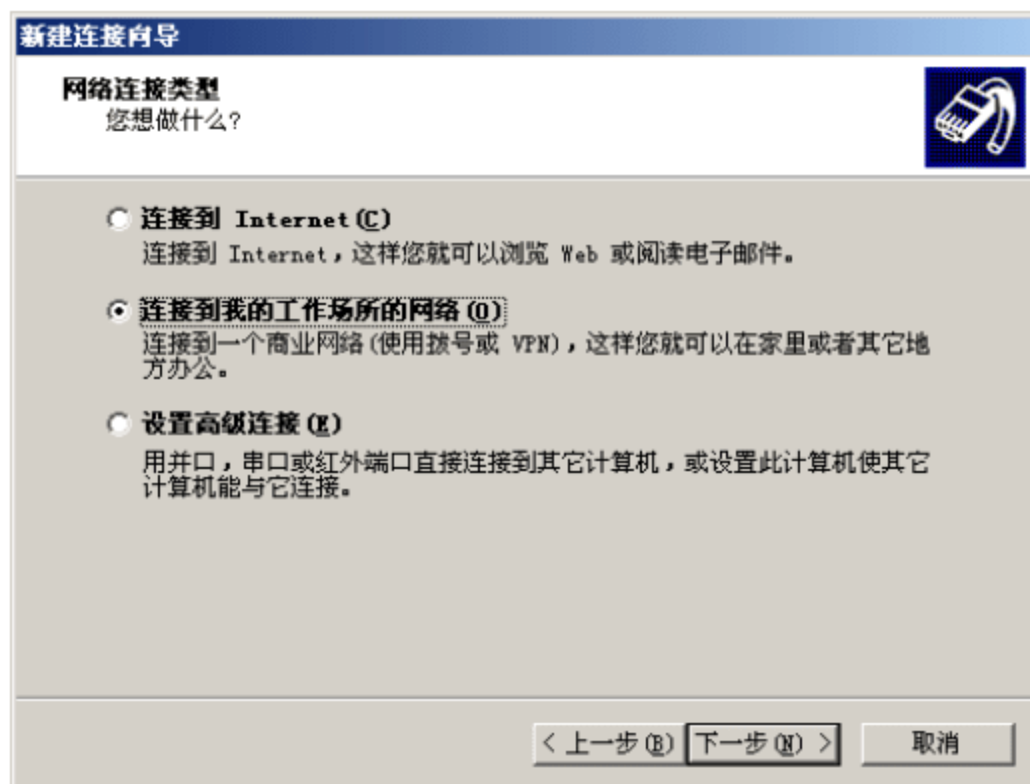 新建连接向导
网络连接类型
您想做什么?
连接到 Internet(C)
连接到 Internet，这样您就可以浏览 Web 或阅读电子邮件。
连接到我的工作场所的网络(O)
连接到一个商业网络(使用拨号或 VPN)，这样您就可以在家里或者其它地
方办公。
设置高级连接(E)
用并口，串口或红外端口直接连接到其它计算机，或设置此计算机使其它
计算机能与它连接。
< 上一步(B) 下一步(N) > 取消